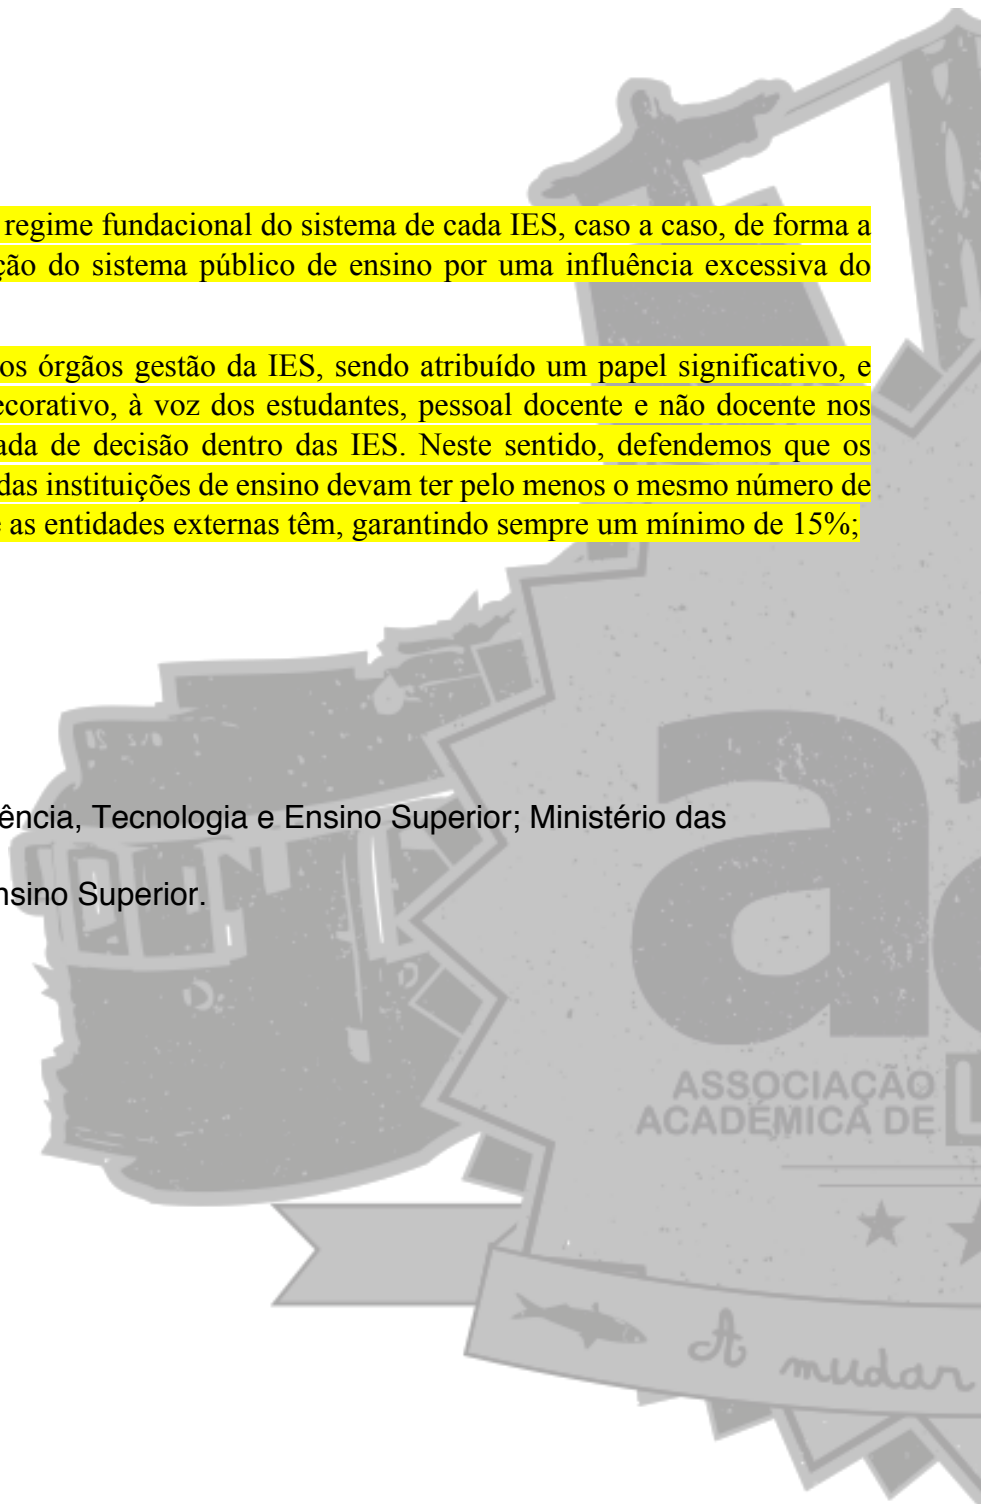 regime fundacional do sistema de cada IES, caso a caso, de forma a
ção do sistema público de ensino por uma influência excessiva do
os órgãos gestão da IES, sendo atribuído um papel significativo, e
ecorativo, à voz dos estudantes, pessoal docente e não docente nos
ada de decisão dentro das IES. Neste sentido, defendemos que os
das instituições de ensino devam ter pelo menos o mesmo número de
e as entidades externas têm, garantindo sempre um mínimo de 15%;
ência, Tecnologia e Ensino Superior; Ministério das
nsino Superior.
aa
ASSOCIAÇÃO
ACADÉMICA DE L
A mudar